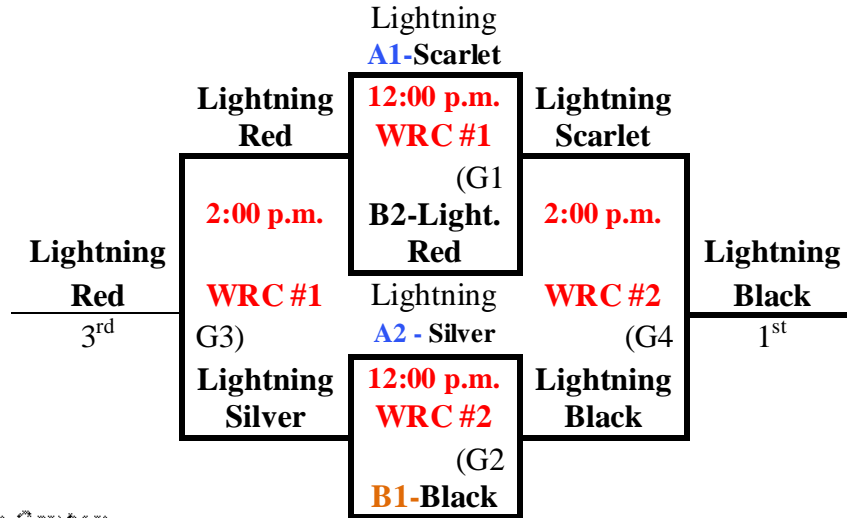 Lightning
A1-Scarlet
Lightning 12:00 p.m. Lightning
Red WRC #1 Scarlet
(G1
2:00 p.m. B2-Light. 2:00 p.m.
Lightning Red Lightning
Red WRC #1 Lightning WRC #2 Black
3rd G3) A2 - Silver (G4 1st
Lightning 12:00 p.m. Lightning
Silver WRC #2 Black
(G2
B1-Black